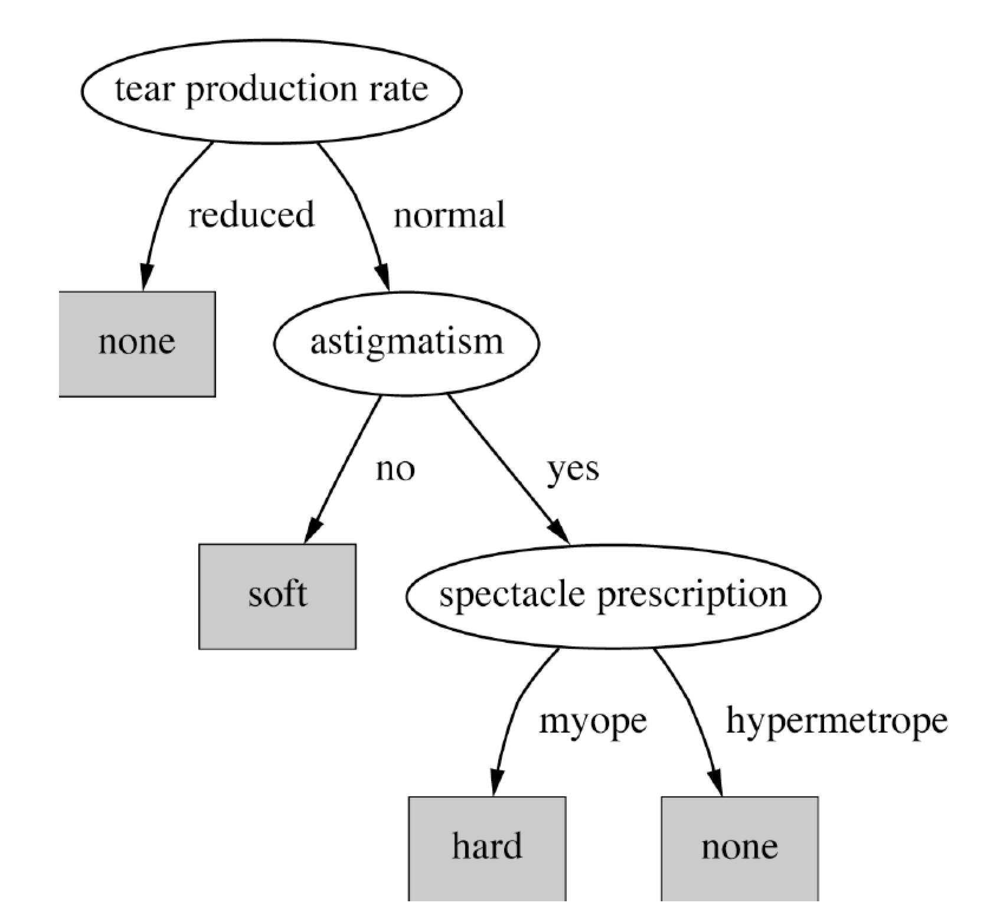 tear production rate
reduced
normal
none
astigmatism
no
yes
soft
spectacle prescription
myope
hypermetrope
hard
none